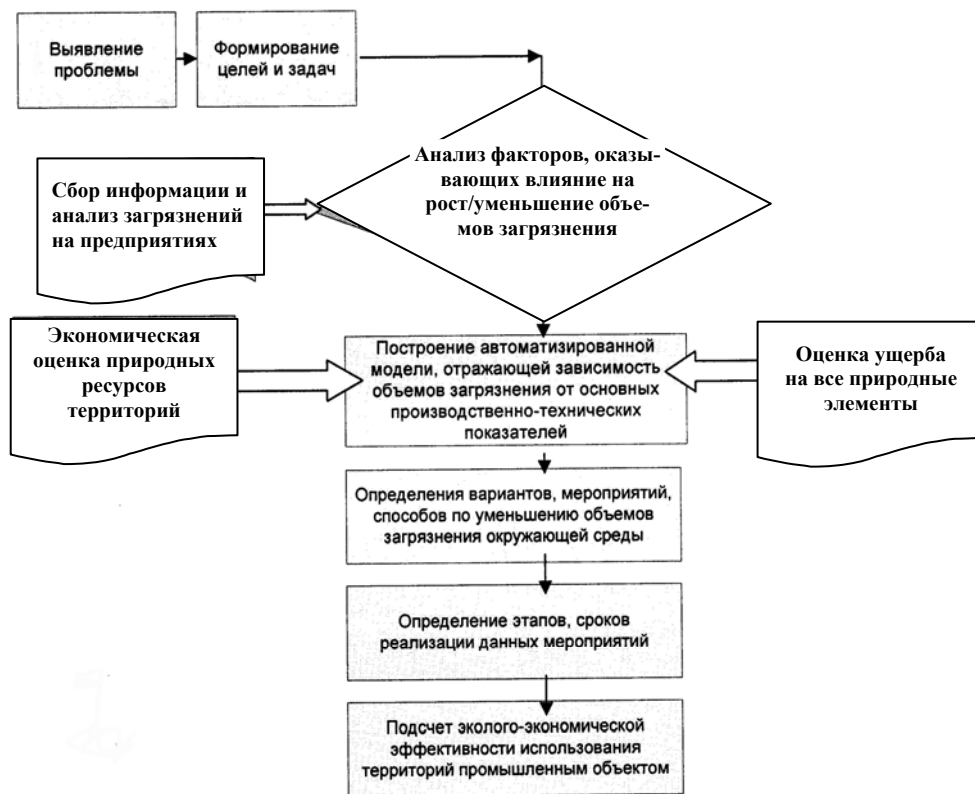 Выявление
проблемы
Формирование
целей и задач
Анализ факторов, оказы-
вающих влияние на
рост/уменьшение объе-
мов загрязнения
Сбор информации и
анализ загрязнений
на предприятиях
Экономическая
оценка природных
ресурсов
территорий
Построение автоматизированной
модели, отражающей зависимость
объемов загрязнения от основных
производственно-технических
показателей
Оценка ущерба
на все природные
элементы
Определения вариантов, мероприятий,
способов по уменьшению объемов
загрязнения окружающей среды
Определение этапов, сроков
реализации данных мероприятий
Подсчет эколого-экономической
эффективности использования
территорий промышленным объектом